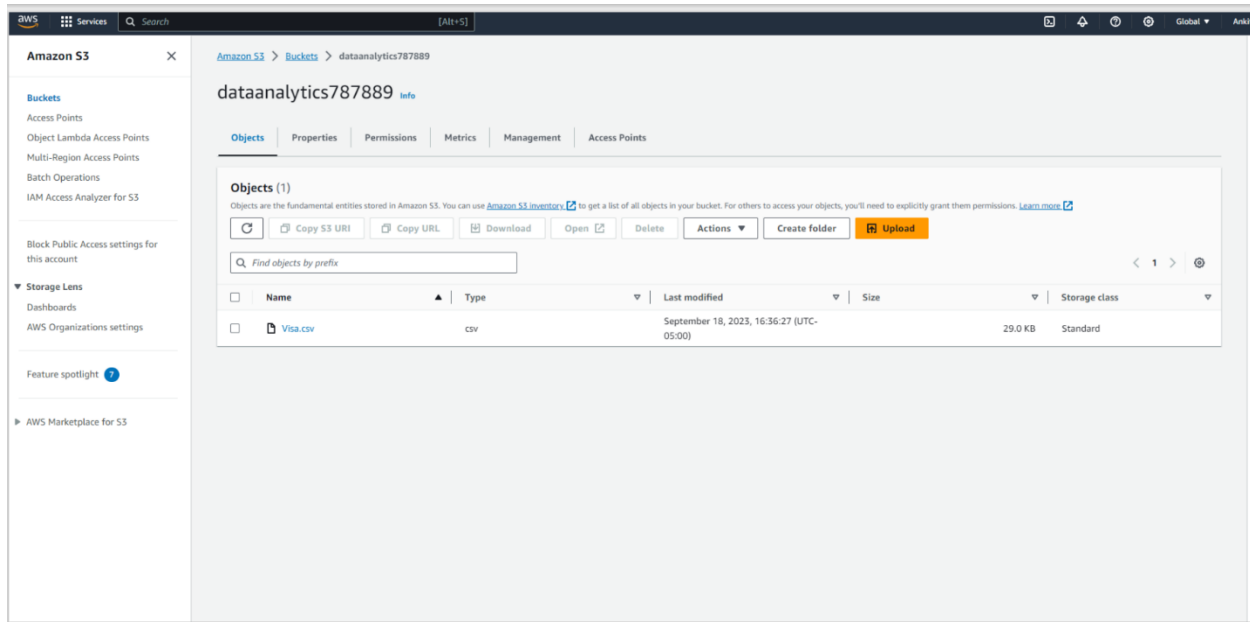 aws Services Search [Alt+S] Global ▼ Anki
Amazon S3
Buckets
Access Points
Object Lambda Access Points
Multi-Region Access Points
Batch Operations
IAM Access Analyzer for S3
Block Public Access settings for
this account
▼ Storage Lens
Dashboards
AWS Organizations settings
Feature spotlight 7
▶ AWS Marketplace for S3
Amazon S3 > Buckets > dataanalytics787889
dataanalytics787889 Info
Objects Properties Permissions Metrics Management Access Points
Objects (1)
Objects are the fundamental entities stored in Amazon S3. You can use Amazon S3 inventory to get a list of all objects in your bucket. For others to access your objects, you'll need to explicitly grant them permissions. Learn more
Copy S3 URI Copy URL Download Open Delete Actions ▼ Create folder Upload
Find objects by prefix < 1 >
Name ▲ Type Last modified Size Storage class
Visa.csv csv September 18, 2023, 16:36:27 (UTC- 29.0 KB Standard
05:00)